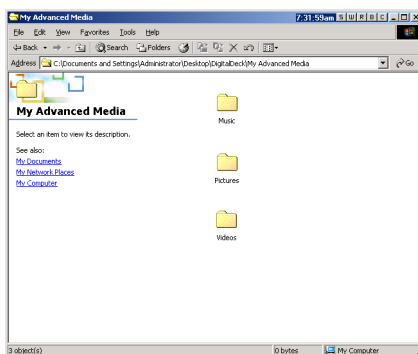 My Advanced Media 7:31:59am S W R B C
File Edit View Favorites Tools Help
Back Search Folders
Address C:\Documents and Settings\Administrator\Desktop\DigitalDeck\My Advanced Media Go
My Advanced Media
Select an item to view its description.
See also:
My Documents
My Network Places
My Computer
Music
Pictures
Videos
3 object(s) 0 bytes My Computer